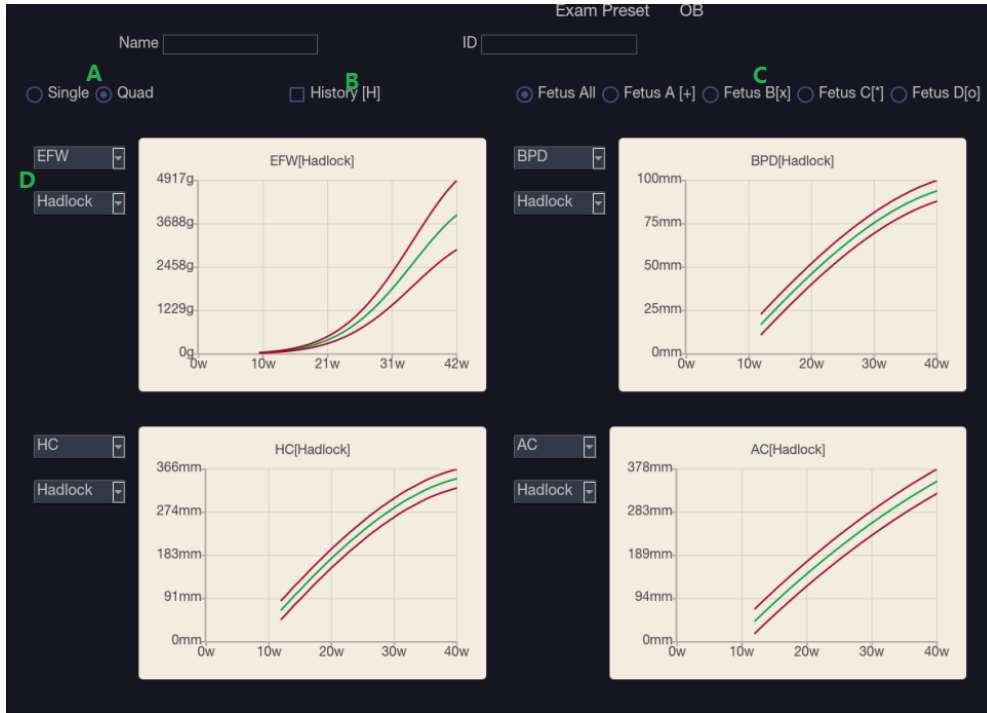 Exam Preset OB
Name ID
A B C
Single Quad History [H] Fetus All Fetus A [+] Fetus B[x] Fetus C[*] Fetus D[o]
D
EFW
Hadlock
EFW[Hadlock]
4917g
3688g
2458g
1229g
0g
0w 10w 21w 31w 42w
BPD
Hadlock
BPD[Hadlock]
100mm
75mm
50mm
25mm
0mm
0w 10w 20w 30w 40w
HC
Hadlock
HC[Hadlock]
366mm
274mm
183mm
91mm
0mm
0w 10w 20w 30w 40w
AC
Hadlock
AC[Hadlock]
378mm
283mm
189mm
94mm
0mm
0w 10w 20w 30w 40w